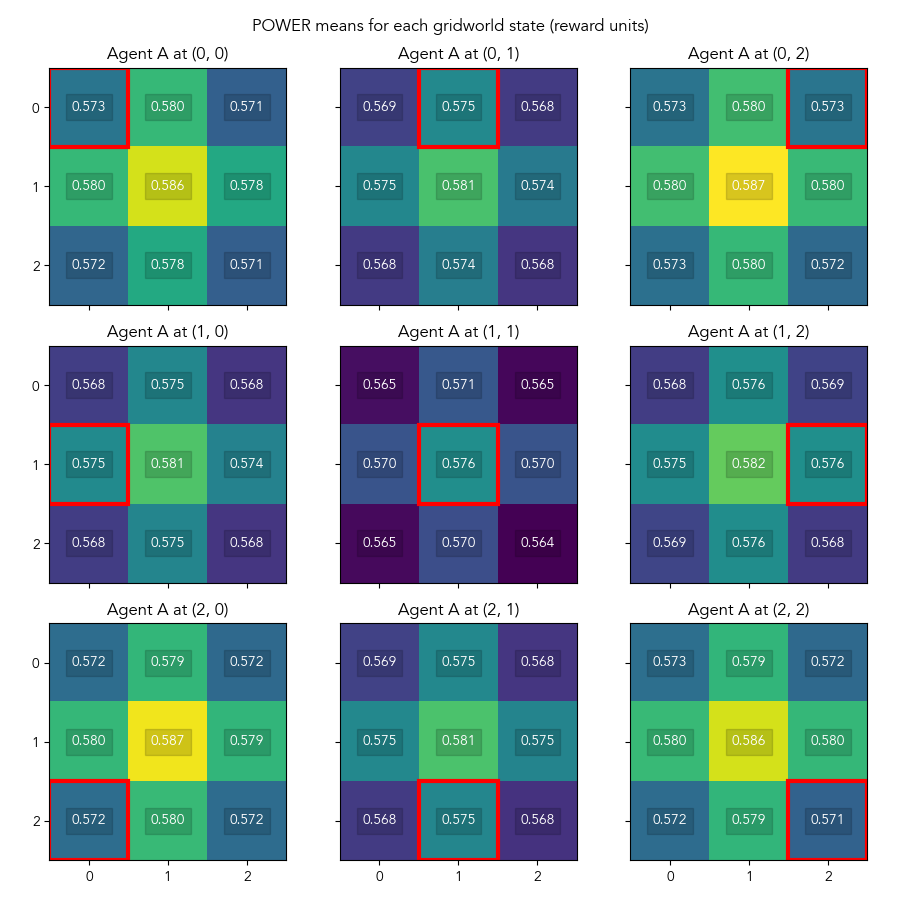 POWER means for each gridworld state (reward units)
Agent A at (0, 0) Agent A at (0, 1) Agent A at (0, 2)
0 0.573 0.580 0.571 0.569 0.575 0.568 0.573 0.580 0.573
1 0.580 0.586 0.578 0.575 0.581 0.574 0.580 0.587 0.580
2 0.572 0.578 0.571 0.568 0.574 0.568 0.573 0.580 0.572
Agent A at (1, 0) Agent A at (1, 1) Agent A at (1, 2)
0 0.568 0.575 0.568 0.565 0.571 0.565 0.568 0.576 0.569
1 0.575 0.581 0.574 0.570 0.576 0.570 0.575 0.582 0.576
2 0.568 0.575 0.568 0.565 0.570 0.564 0.569 0.576 0.568
Agent A at (2, 0) Agent A at (2, 1) Agent A at (2, 2)
0 0.572 0.579 0.572 0.569 0.575 0.568 0.573 0.579 0.572
1 0.580 0.587 0.579 0.575 0.581 0.575 0.580 0.586 0.580
2 0.572 0.580 0.572 0.568 0.575 0.568 0.572 0.579 0.571
0 1 2 0 1 2 0 1 2